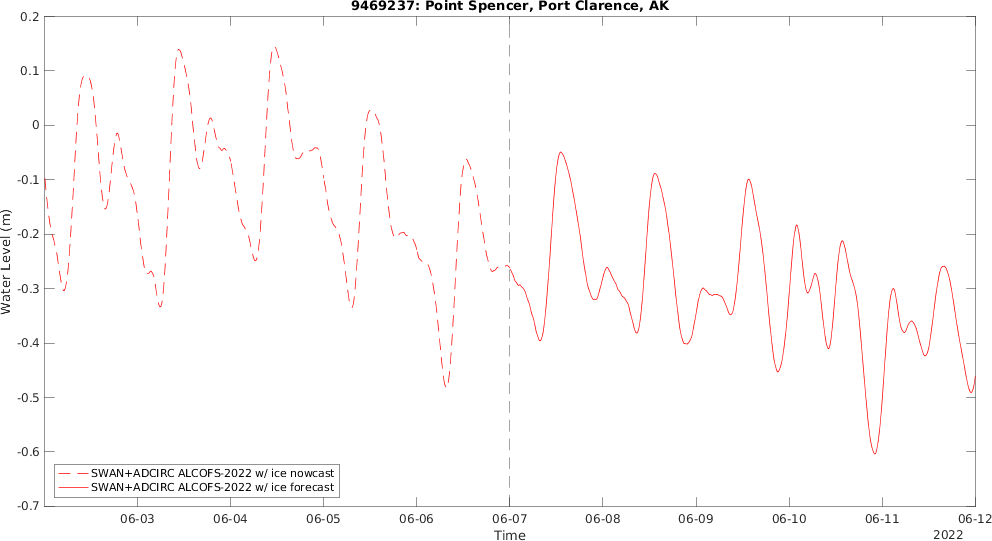 9469237: Point Spencer, Port Clarence, AK
0.2
0.1
0
-0.1
-0.2
-0.3
-0.4
-0.5
-0.6
-0.7
Water Level (m)
SWAN+ADCIRC ALCOFS-2022 w/ ice nowcast
SWAN+ADCIRC ALCOFS-2022 w/ ice forecast
06-03 06-04 06-05 06-06 06-07 06-08 06-09 06-10 06-11 06-12
Time
2022